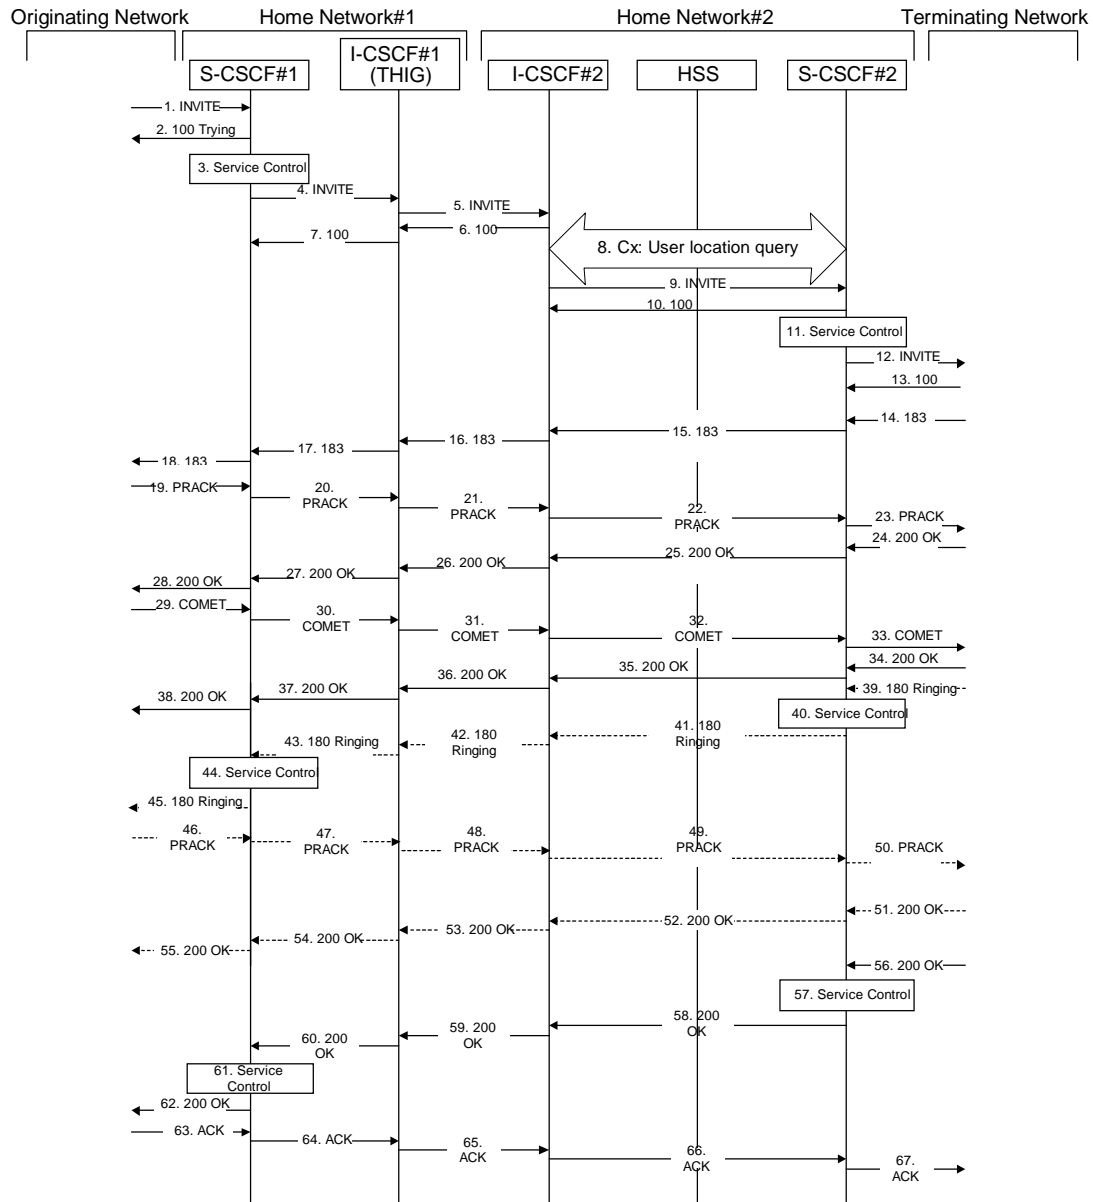 Originating Network
Home Network#1
Home Network#2
Terminating Network
S-CSCF#1
I-CSCF#1
(THIG)
I-CSCF#2
HSS
S-CSCF#2
1. INVITE
2. 100 Trying
3. Service Control
4. INVITE
5. INVITE
6. 100
7. 100
8. Cx: User location query
9. INVITE
10. 100
11. Service Control
12. INVITE
13. 100
14. 183
15. 183
16. 183
17. 183
18. 183
19. PRACK
20.
PRACK
21.
PRACK
22.
PRACK
23. PRACK
24. 200 OK
25. 200 OK
26. 200 OK
27. 200 OK
28. 200 OK
29. COMET
30.
COMET
31.
COMET
32.
COMET
33. COMET
34. 200 OK
35. 200 OK
36. 200 OK
37. 200 OK
38. 200 OK
39. 180 Ringing
40. Service Control
41. 180
Ringing
42. 180
Ringing
43. 180 Ringing
44. Service Control
45. 180 Ringing
46.
PRACK
47.
PRACK
48.
PRACK
49.
PRACK
50. PRACK
51. 200 OK
52. 200 OK
53. 200 OK
54. 200 OK
55. 200 OK
56. 200 OK
57. Service Control
58. 200
OK
59. 200
OK
60. 200
OK
61. Service
Control
62. 200 OK
63. ACK
64. ACK
65.
ACK
66.
ACK
67.
ACK